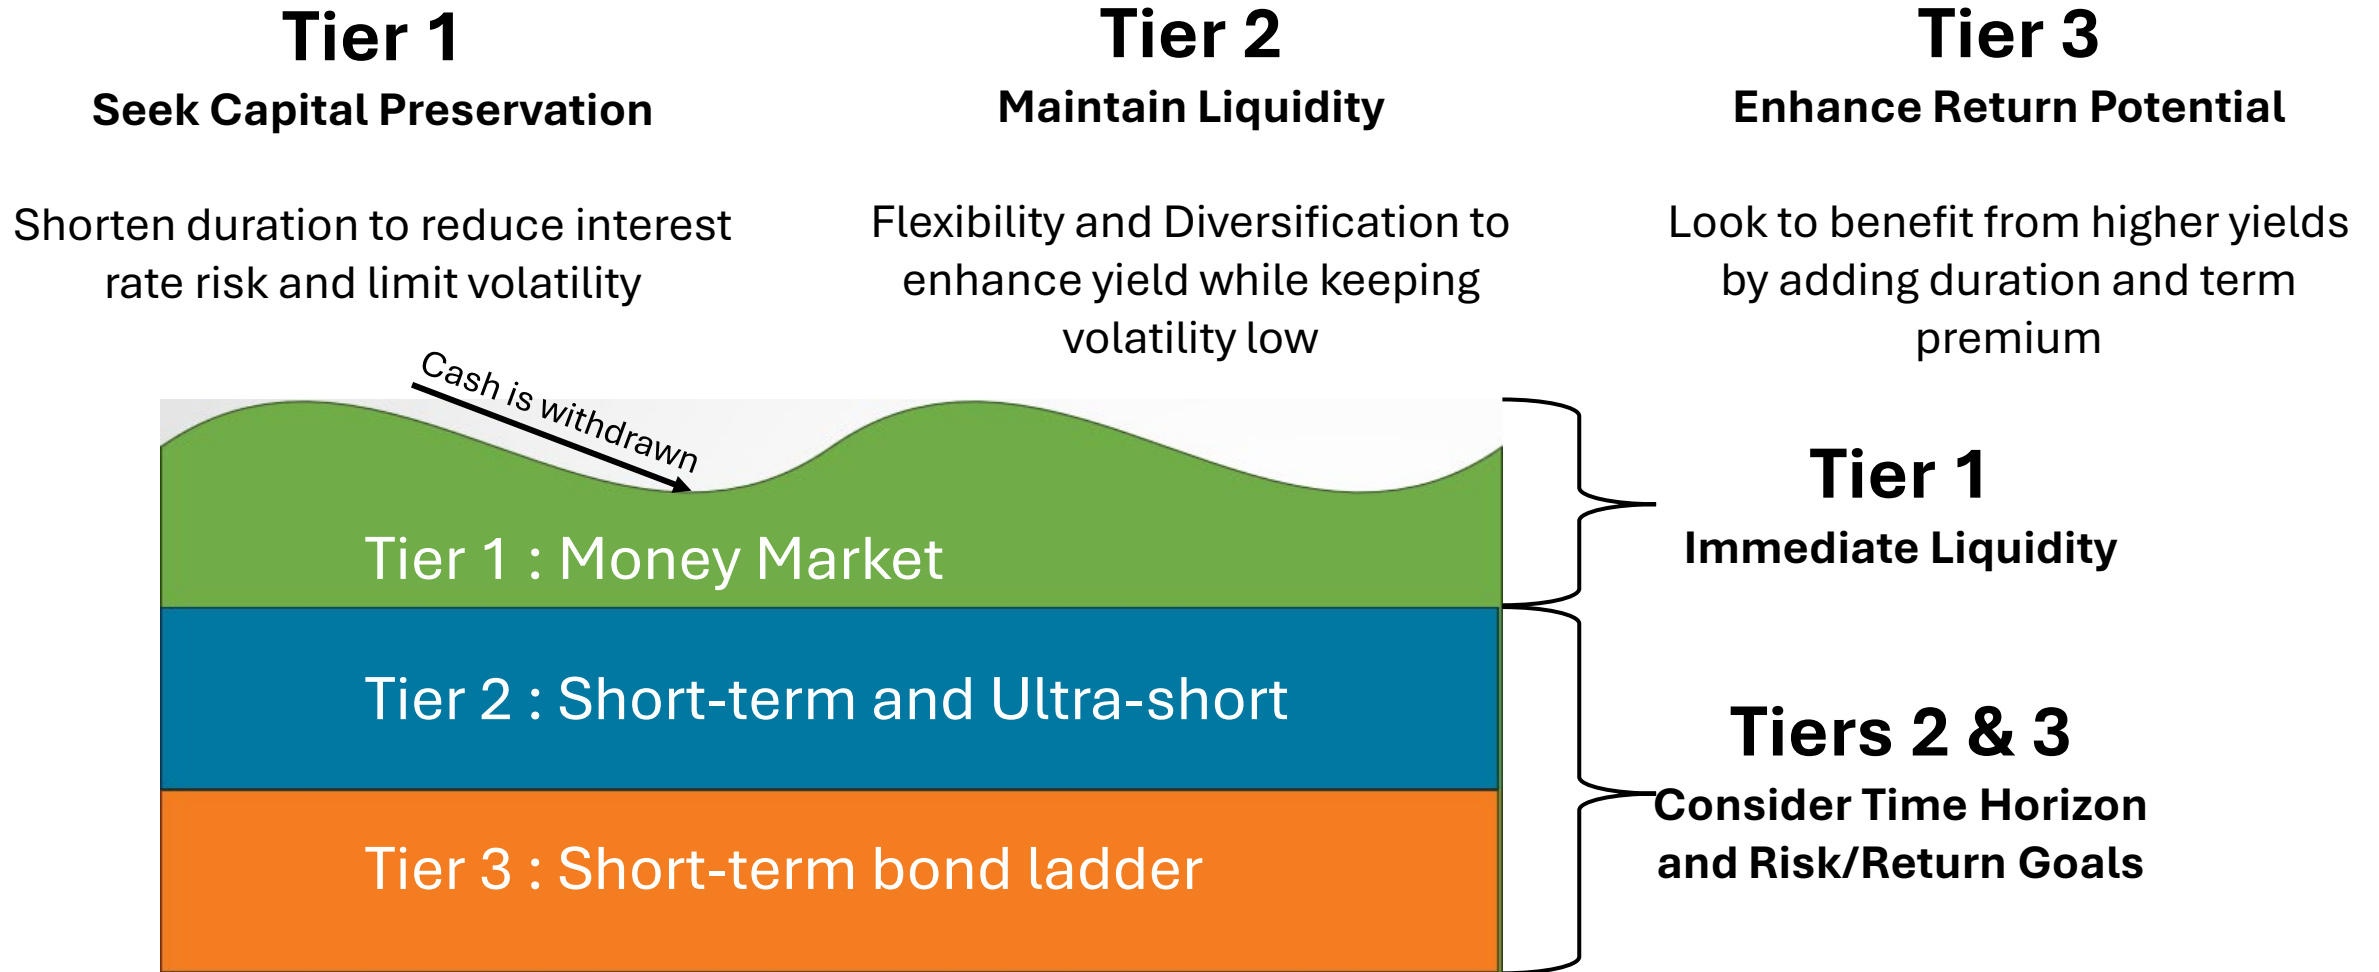 Tier 1
Seek Capital Preservation
Shorten duration to reduce interest
rate risk and limit volatility
Tier 2
Maintain Liquidity
Flexibility and Diversification to
enhance yield while keeping
volatility low
Tier 3
Enhance Return Potential
Look to benefit from higher yields
by adding duration and term
premium
Cash is withdrawn
Tier 1 : Money Market
Tier 2 : Short-term and Ultra-short
Tier 3 : Short-term bond ladder
Tier 1
Immediate Liquidity
Tiers 2 & 3
Consider Time Horizon
and Risk/Return Goals